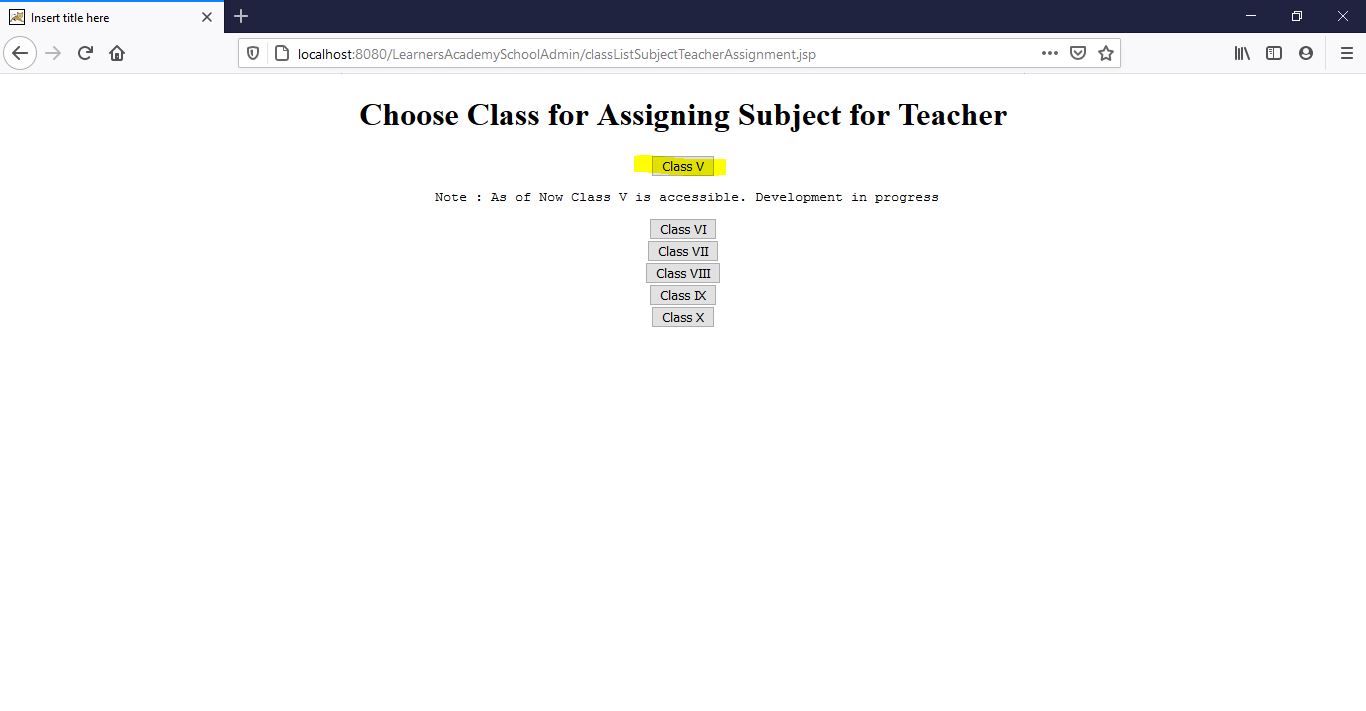 Insert title here
localhost:8080/LearnersAcademySchoolAdmin/classListSubjectTeacherAssignment.jsp
Choose Class for Assigning Subject for Teacher
Class V
Note : As of Now Class V is accessible. Development in progress
Class VI
Class VII
Class VIII
Class IX
Class X